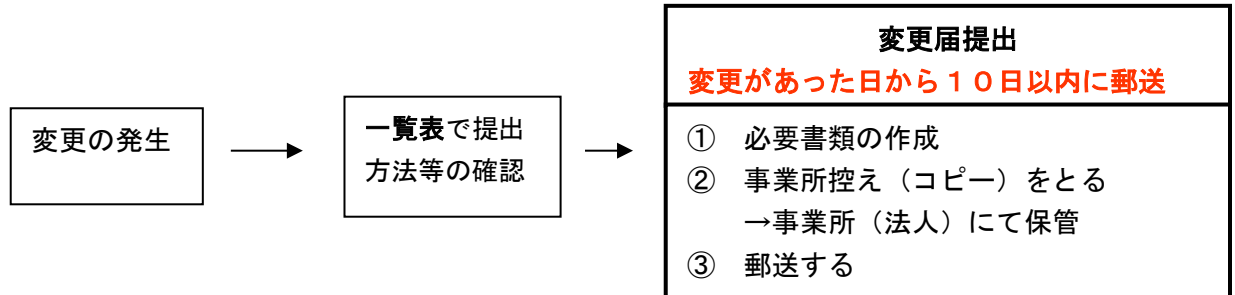 変更の発生
一覧表で提出
方法等の確認
変更届提出
変更があった日から１０日以内に郵送
① 必要書類の作成
② 事業所控え（コピー）をとる
→事業所（法人）にて保管
③ 郵送する